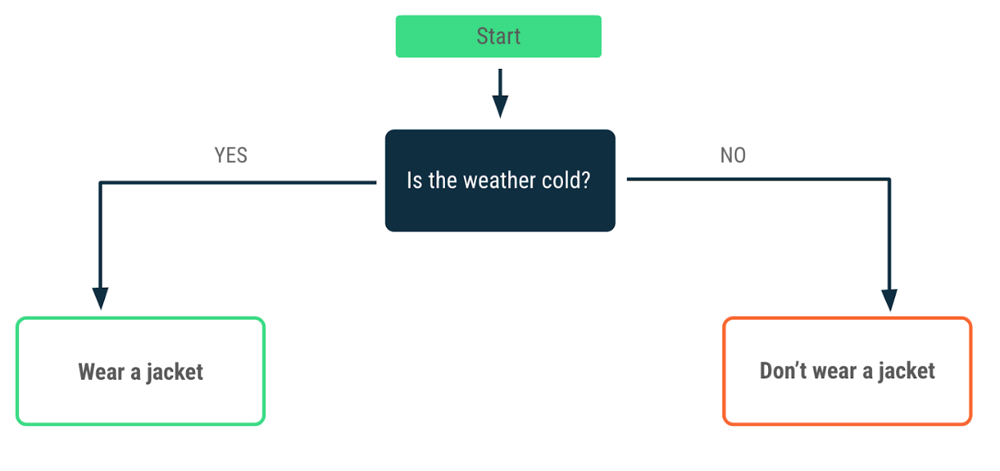 Start
YES
NO
Is the weather cold?
Wear a jacket
Don’t wear a jacket